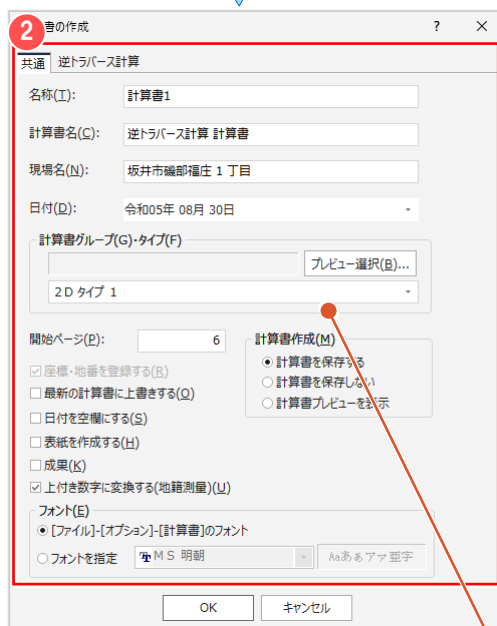 2 書の作成 ? ×
共通 逆トラバース計算
名称(T): 計算書1
計算書名(C): 逆トラバース計算 計算書
現場名(N): 坂井市磯部福庄 1 丁目
日付(D): 令和05年 08月 30日
計算書グループ(G)・タイプ(F)
プレビュー選択(B)...
2D タイプ 1
開始ページ(P): 6
計算書作成(M)
計算書を保存する
計算書を保存しない
計算書プレビューを表示
座標・地番を登録する(R)
最新の計算書に上書きする(O)
日付を空欄にする(S)
表紙を作成する(H)
成果(K)
上付き数字に変換する(地籍測量)(U)
フォント(E)
[ファイル]-[オプション]-[計算書]のフォント
フォントを指定 MS 明朝 Aaあぁアァ亜宇
OK キャンセル